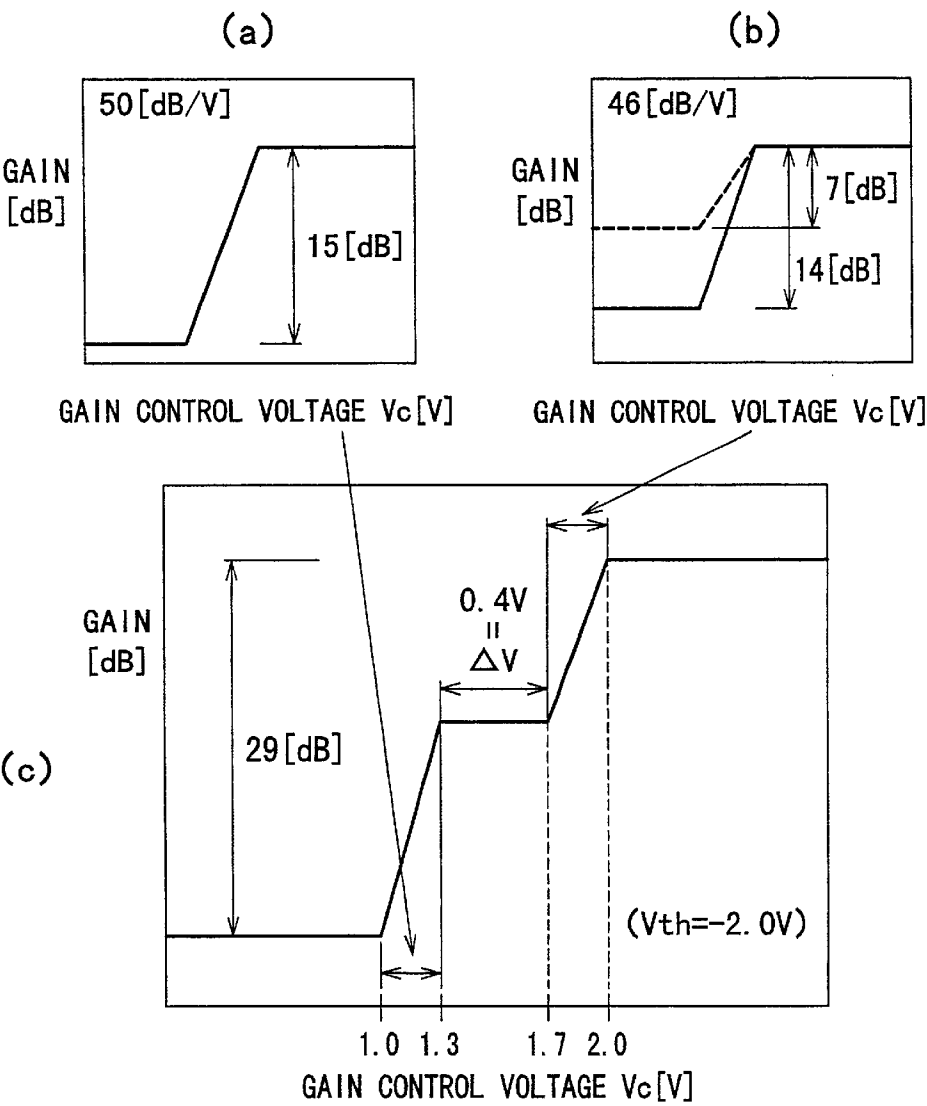 (a)
(b)
50[dB/V]
46[dB/V]
GAIN
[dB]
15[dB]
GAIN
[dB]
7[dB]
14[dB]
GAIN CONTROL VOLTAGE Vc[V]
GAIN CONTROL VOLTAGE Vc[V]
(c)
GAIN
[dB]
29[dB]
0.4V
=
△V
(Vth=-2.0V)
1.0 1.3 1.7 2.0
GAIN CONTROL VOLTAGE Vc[V]